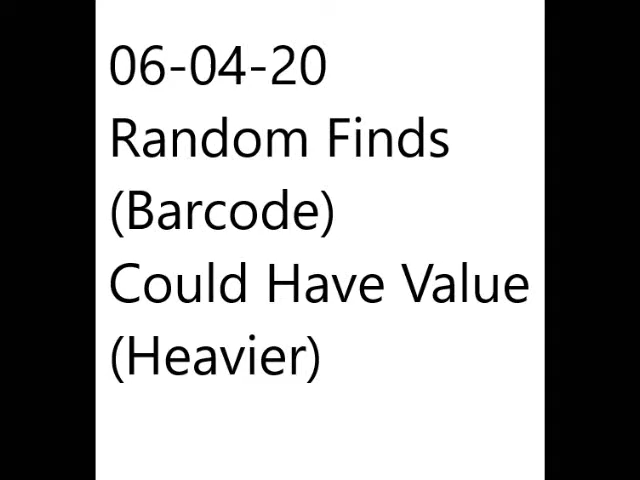 06-04-20
Random Finds
(Barcode)
Could Have Value
(Heavier)